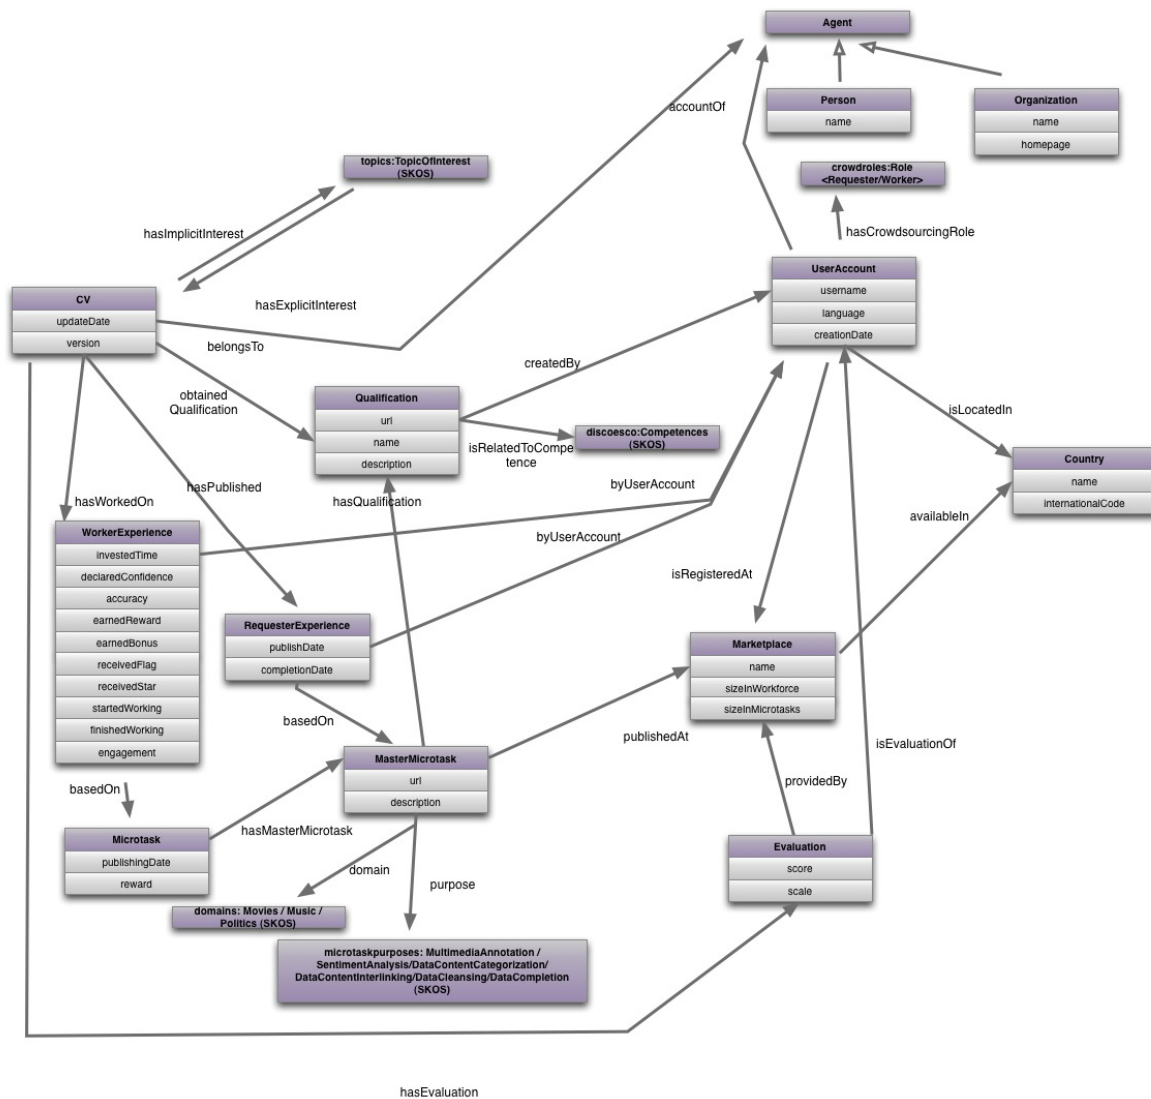 Agent
accountOf
Person
name
Organization
name
homepage
topics:TopicOfInterest
(SKOS)
crowdroles:Role
<Requester/Worker>
hasImplicitInterest
hasCrowdsourcingRole
UserAccount
username
language
creationDate
CV
updateDate
version
hasExplicitInterest
belongsTo
createdBy
obtained
Qualification
Qualification
url
name
description
isRelatedToCompe
tence
discoesco:Competences
(SKOS)
isLocatedIn
Country
name
internationalCode
hasPublished
hasQualification
byUserAccount
hasWorkedOn
availableIn
WorkerExperience
investedTime
declaredConfidence
accuracy
earnedReward
earnedBonus
receivedFlag
receivedStar
startedWorking
finishedWorking
engagement
byUserAccount
isRegisteredAt
RequesterExperience
publishDate
completionDate
Marketplace
name
sizeInWorkforce
sizeInMicrotasks
basedOn
publishedAt
isEvaluationOf
MasterMicrotask
url
description
basedOn
providedBy
Microtask
publishingDate
reward
hasMasterMicrotask
Evaluation
score
scale
domain
purpose
domains: Movies / Music /
Politics (SKOS)
microtaskpurposes: MultimediaAnnotation /
SentimentAnalysis/DataContentCategorization/
DataContentInterlinking/DataCleansing/DataCompletion
(SKOS)
hasEvaluation